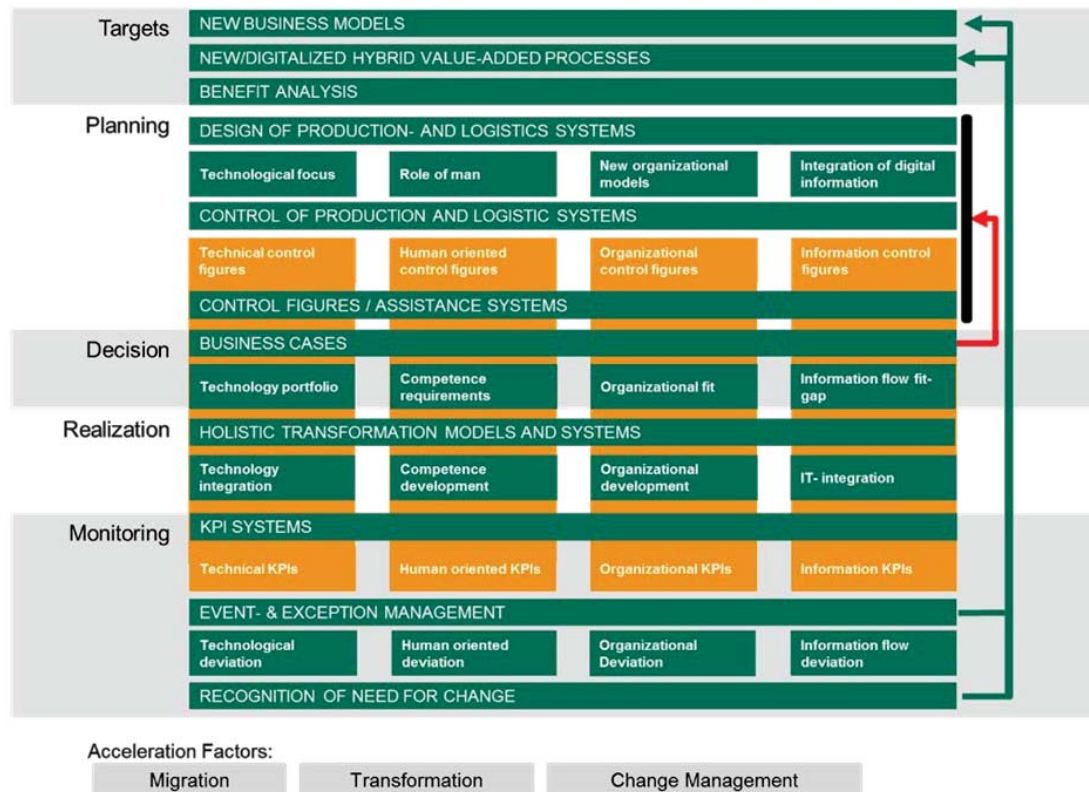 Targets
NEW BUSINESS MODELS
NEW/DIGITALIZED HYBRID VALUE-ADDED PROCESSES
BENEFIT ANALYSIS
Planning
DESIGN OF PRODUCTION- AND LOGISTICS SYSTEMS
Technological focus
Role of man
New organizational
models
Integration of digital
information
CONTROL OF PRODUCTION AND LOGISTIC SYSTEMS
Technical control
figures
Human oriented
control figures
Organizational
control figures
Information control
figures
CONTROL FIGURES / ASSISTANCE SYSTEMS
Decision
BUSINESS CASES
Technology portfolio
Competence
requirements
Organizational fit
Information flow fit-
gap
Realization
HOLISTIC TRANSFORMATION MODELS AND SYSTEMS
Technology
integration
Competence
development
Organizational
development
IT- integration
Monitoring
KPI SYSTEMS
Technical KPIs
Human oriented KPIs
Organizational KPIs
Information KPIs
EVENT- & EXCEPTION MANAGEMENT
Technological
deviation
Human oriented
deviation
Organizational
Deviation
Information flow
deviation
RECOGNITION OF NEED FOR CHANGE
Acceleration Factors:
Migration
Transformation
Change Management